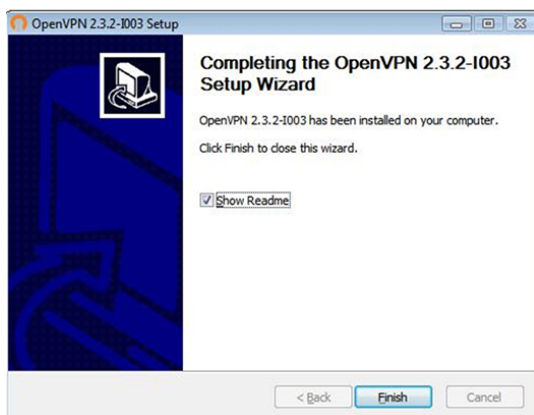 OpenVPN 2.3.2-I003 Setup
Completing the OpenVPN 2.3.2-I003
Setup Wizard
OpenVPN 2.3.2-I003 has been installed on your computer.
Click Finish to close this wizard.
Show Readme
< Back
Finish
Cancel